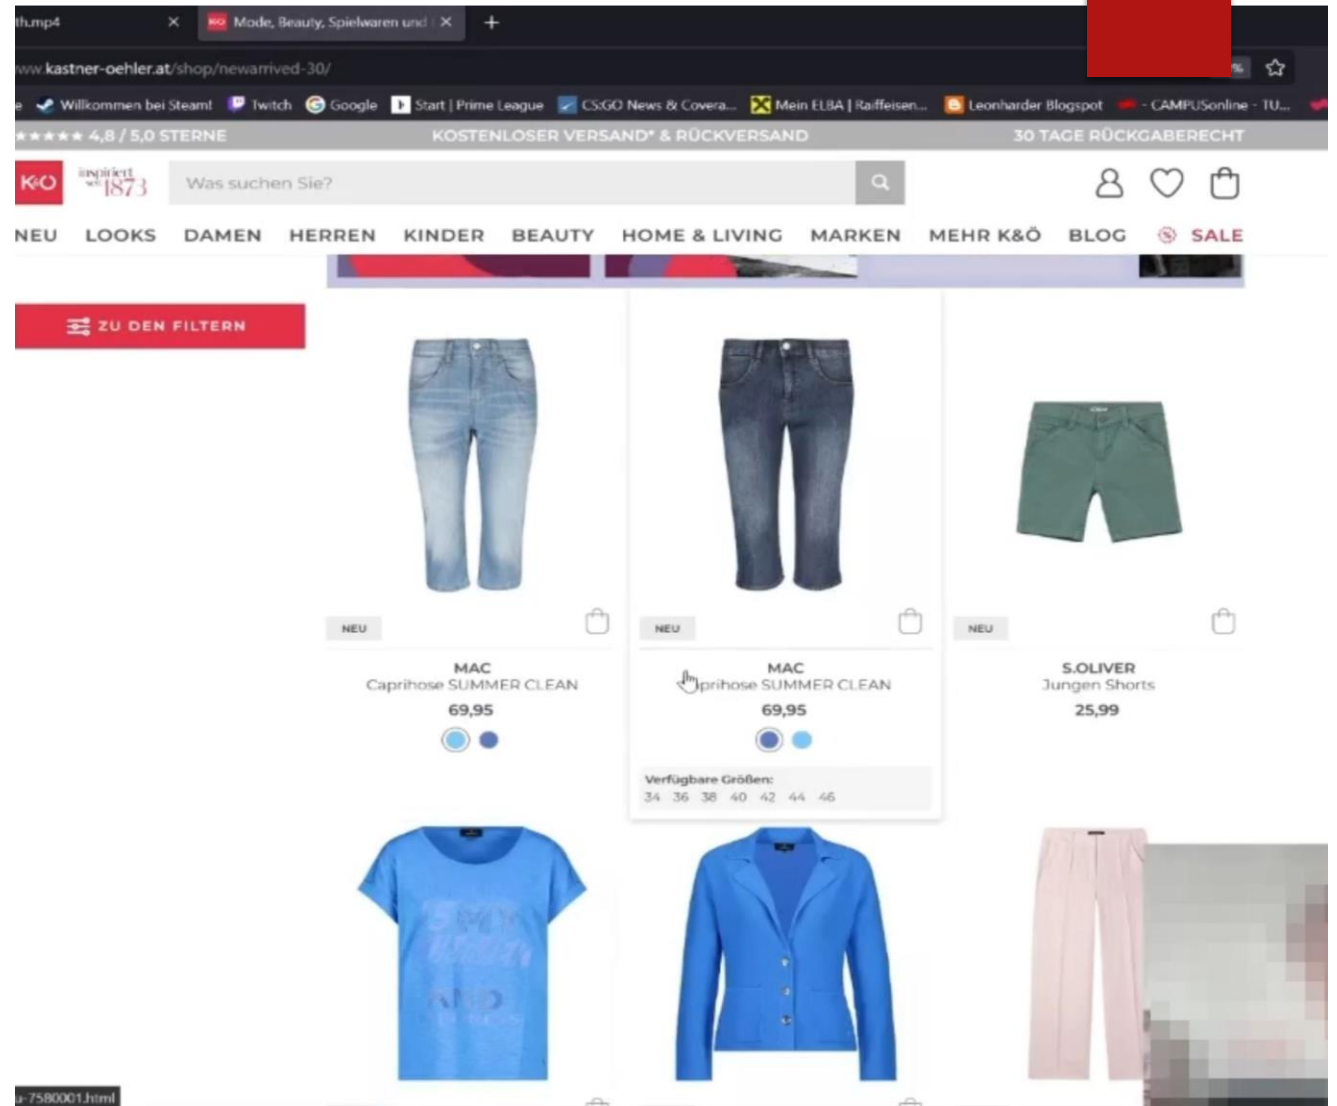 th.mp4 Mode, Beauty, Spielwaren und
www.kastner-oehler.at/shop/newarrived-30/ %
e Willkommen bei Steam! Twitch Google Start | Prime League CS:GO News & Covera... Mein ELBA | Raiffeisen... Leonharder Blogspot - CAMPUSonline - TU...
4,8 / 5,0 STERNE KOSTENLOSER VERSAND* & RÜCKVERSAND 30 TAGE RÜCKGABERECHT
K&Ö inspiriert seit 1873 Was suchen Sie?
NEU LOOKS DAMEN HERREN KINDER BEAUTY HOME & LIVING MARKEN MEHR K&Ö BLOG SALE
ZU DEN FILTERN
NEU NEU NEU
MAC MAC S.OLIVER
Caprihose SUMMER CLEAN prihose SUMMER CLEAN Jungen Shorts
69,95 69,95 25,99
Verfügbare Größen:
34 36 38 40 42 44 46
AND
u-7580001.html